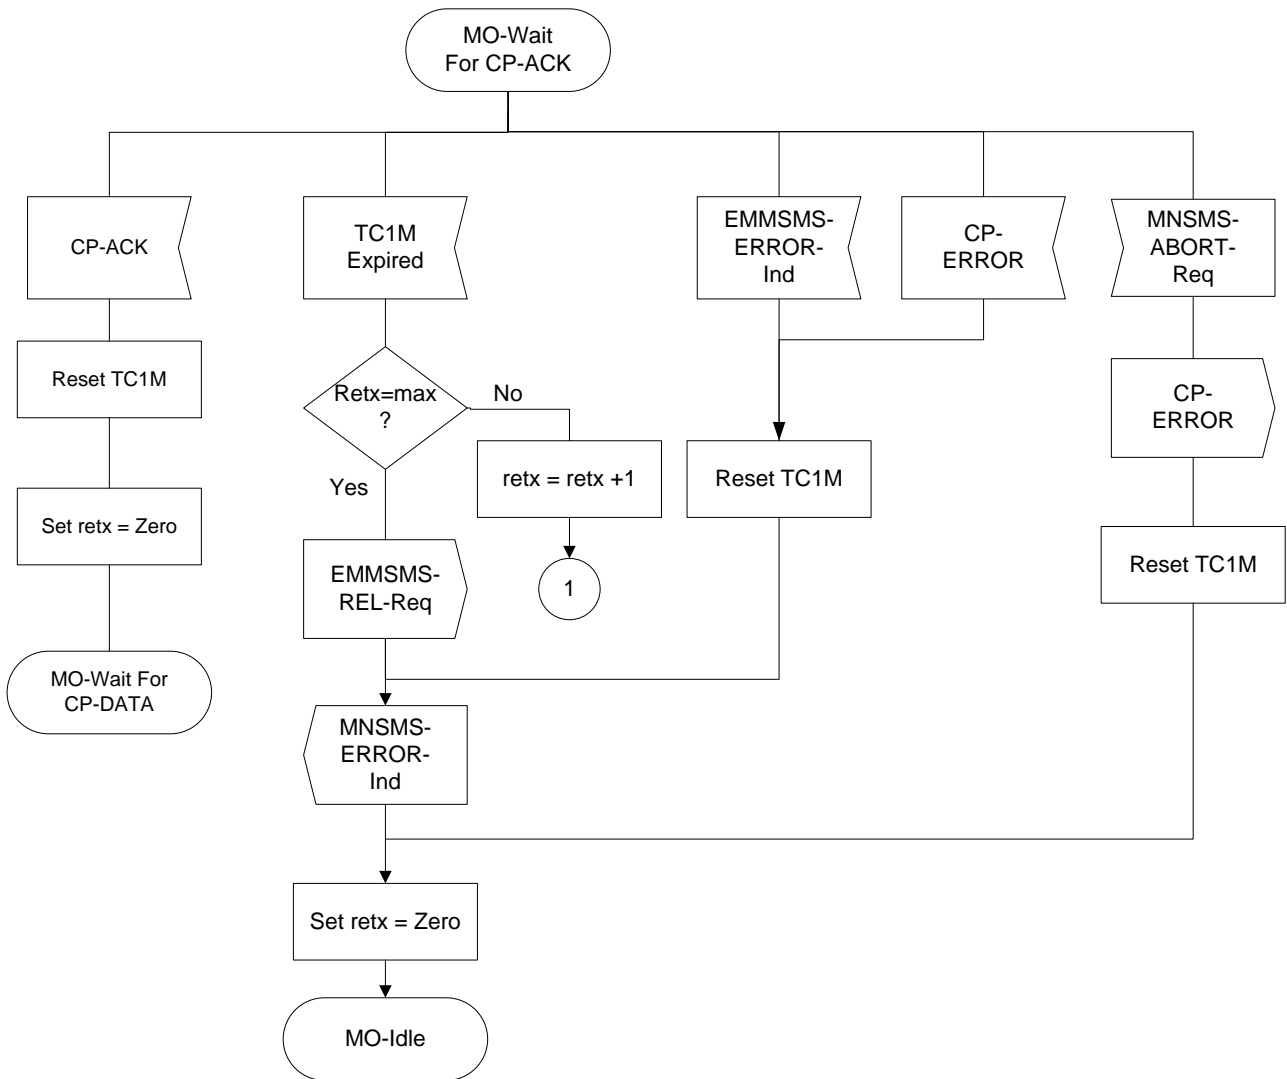 MO-Wait
For CP-ACK
CP-ACK
TC1M
Expired
EMMSMS-
ERROR-
Ind
CP-
ERROR
MNSMS-
ABORT-
Req
Reset TC1M
Retx=max
?
No
Yes
retx = retx +1
Reset TC1M
CP-
ERROR
Set retx = Zero
EMMSMS-
REL-Req
1
Reset TC1M
MO-Wait For
CP-DATA
MNSMS-
ERROR-
Ind
Set retx = Zero
MO-Idle